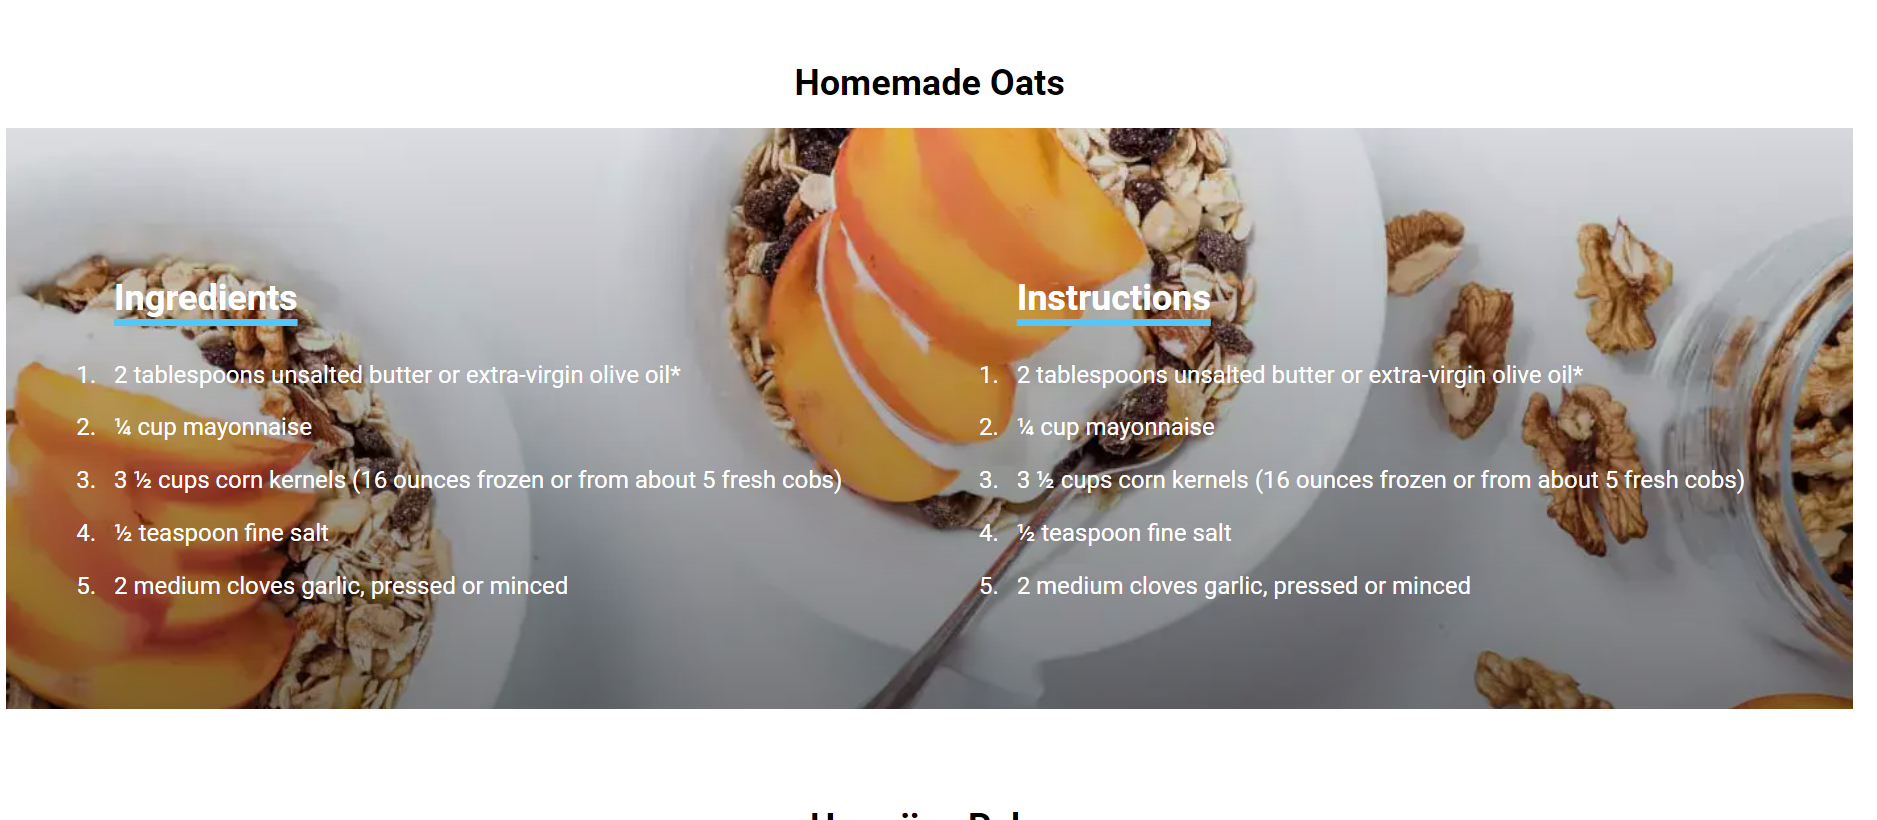 Homemade Oats
Ingredients
1. 2 tablespoons unsalted butter or extra-virgin olive oil*
2. ¼ cup mayonnaise
3. 3 ½ cups corn kernels (16 ounces frozen or from about 5 fresh cobs)
4. ½ teaspoon fine salt
5. 2 medium cloves garlic, pressed or minced
Instructions
1. 2 tablespoons unsalted butter or extra-virgin olive oil*
2. ¼ cup mayonnaise
3. 3 ½ cups corn kernels (16 ounces frozen or from about 5 fresh cobs)
4. ½ teaspoon fine salt
5. 2 medium cloves garlic, pressed or minced